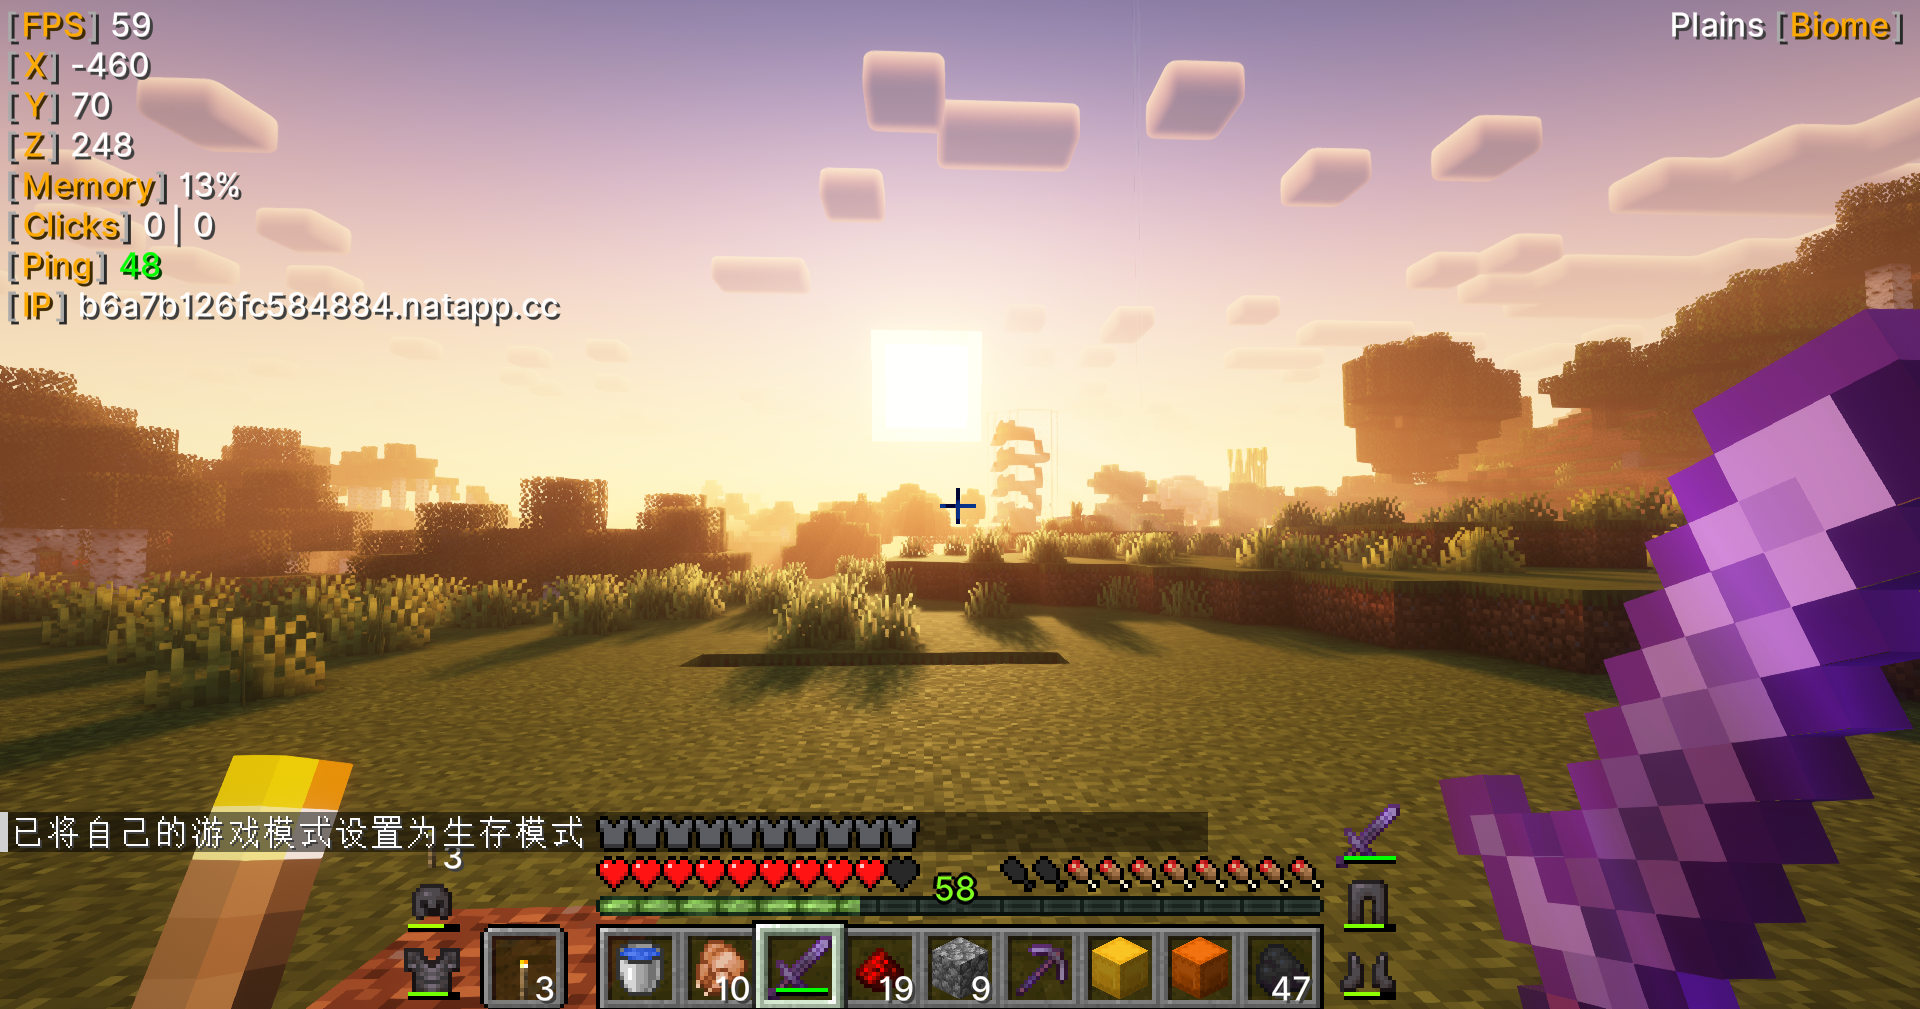 [FPS] 59
Plains [Biome]
[X] -460
[Y] 70
[Z] 248
[Memory] 13%
[Clicks] 0 | 0
[Ping] 48
[IP] b6a7b126fc584884.natapp.cc
已将自己的游戏模式设置为生存模式
3
58
3
10
19
9
47